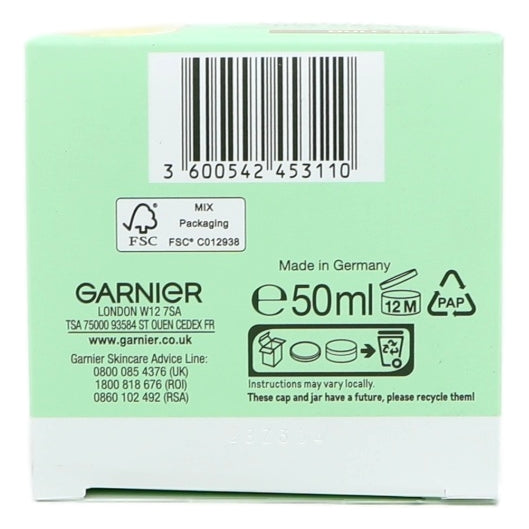 3 600542 453110
MIX
Packaging
FSC
FSC® C012938
Made in Germany
GARNIER
LONDON W12 7SA
TSA 75000 93584 ST OUEN CEDEX FR
www.garnier.co.uk
Garnier Skincare Advice Line:
0800 085 4376 (UK)
1800 818 676 (ROI)
0860 102 492 (RSA)
℮50ml
12 M
PAP
Instructions may vary locally.
These cap and jar have a future, please recycle them!